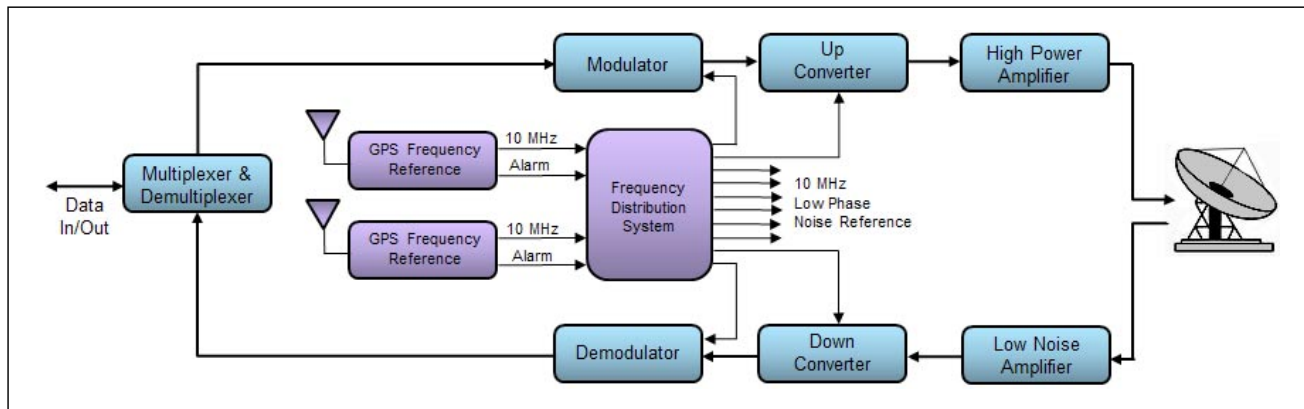 Modulator
Up
Converter
High Power
Amplifier
Multiplexer &
Demultiplexer
Data
In/Out
GPS Frequency
Reference
10 MHz
Alarm
GPS Frequency
Reference
10 MHz
Alarm
Frequency
Distribution
System
10 MHz
Low Phase
Noise Reference
Demodulator
Down
Converter
Low Noise
Amplifier